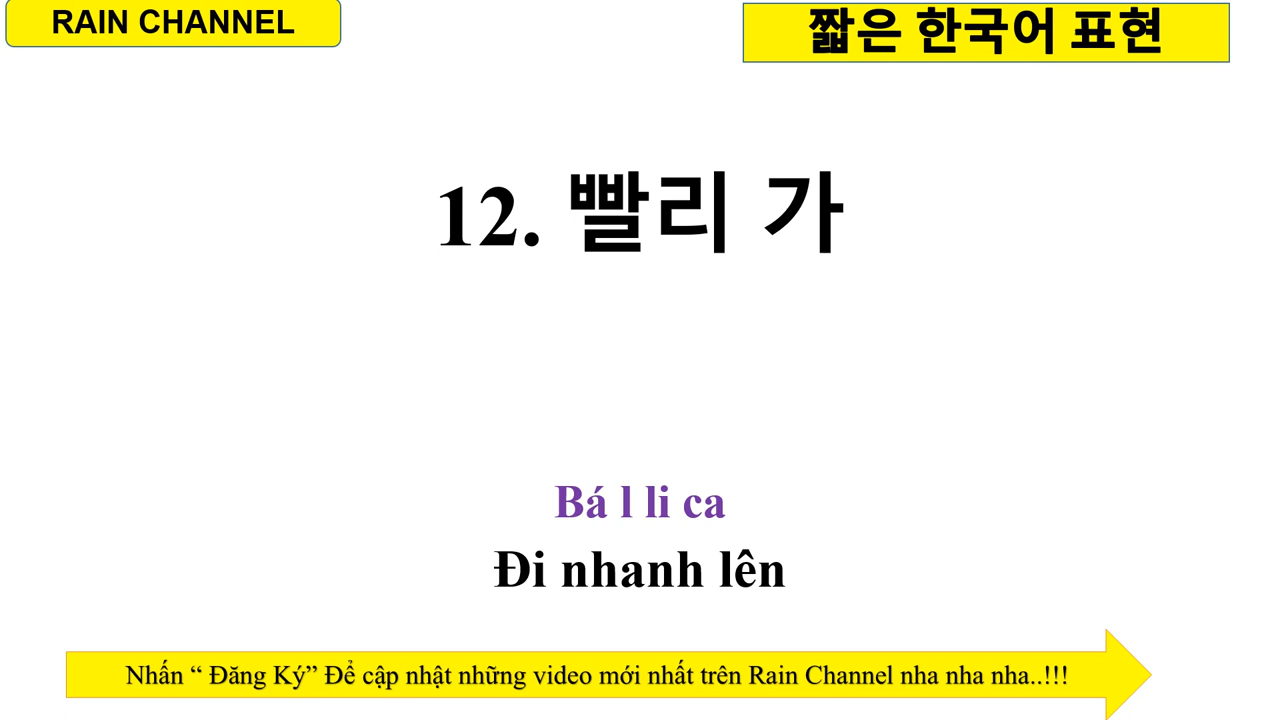 RAIN CHANNEL
짧은 한국어 표현
12. 빨리 가
Bá l li ca
Đi nhanh lên
Nhấn “ Đăng Ký” Để cập nhật những video mới nhất trên Rain Channel nha nha nha..!!!